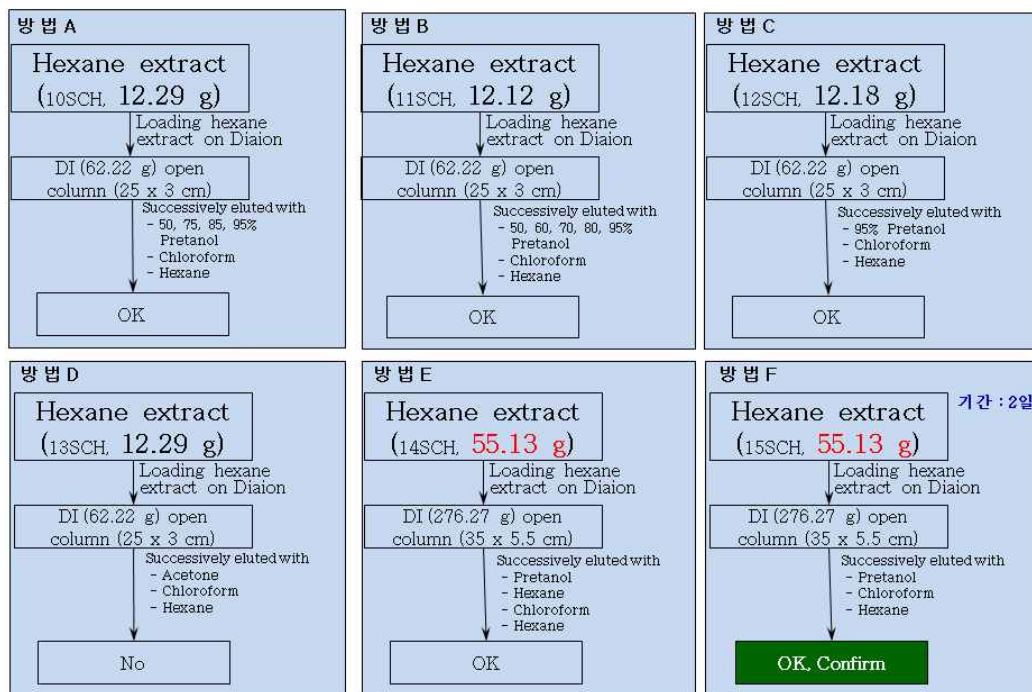 방법A
Hexane extract
(10SCH, 12.29 g)
Loading hexane
extract on Diaion
DI (62.22 g) open
column (25 x 3 cm)
Successively eluted with
- 50, 75, 85, 95%
Pretanol
- Chloroform
- Hexane
OK
방법B
Hexane extract
(11SCH, 12.12 g)
Loading hexane
extract on Diaion
DI (62.22 g) open
column (25 x 3 cm)
Successively eluted with
- 50, 60, 70, 80, 95%
Pretanol
- Chloroform
- Hexane
OK
방법C
Hexane extract
(12SCH, 12.18 g)
Loading hexane
extract on Diaion
DI (62.22 g) open
column (25 x 3 cm)
Successively eluted with
- 95% Pretanol
- Chloroform
- Hexane
OK
방법D
Hexane extract
(13SCH, 12.29 g)
Loading hexane
extract on Diaion
DI (62.22 g) open
column (25 x 3 cm)
Successively eluted with
- Acetone
- Chloroform
- Hexane
No
방법E
Hexane extract
(14SCH, 55.13 g)
Loading hexane
extract on Diaion
DI (276.27 g) open
column (35 x 5.5 cm)
Successively eluted with
- Pretanol
- Hexane
- Chloroform
- Hexane
OK
방법F
기간 : 2일
Hexane extract
(15SCH, 55.13 g)
Loading hexane
extract on Diaion
DI (276.27 g) open
column (35 x 5.5 cm)
Successively eluted with
- Pretanol
- Chloroform
- Hexane
OK, Confirm